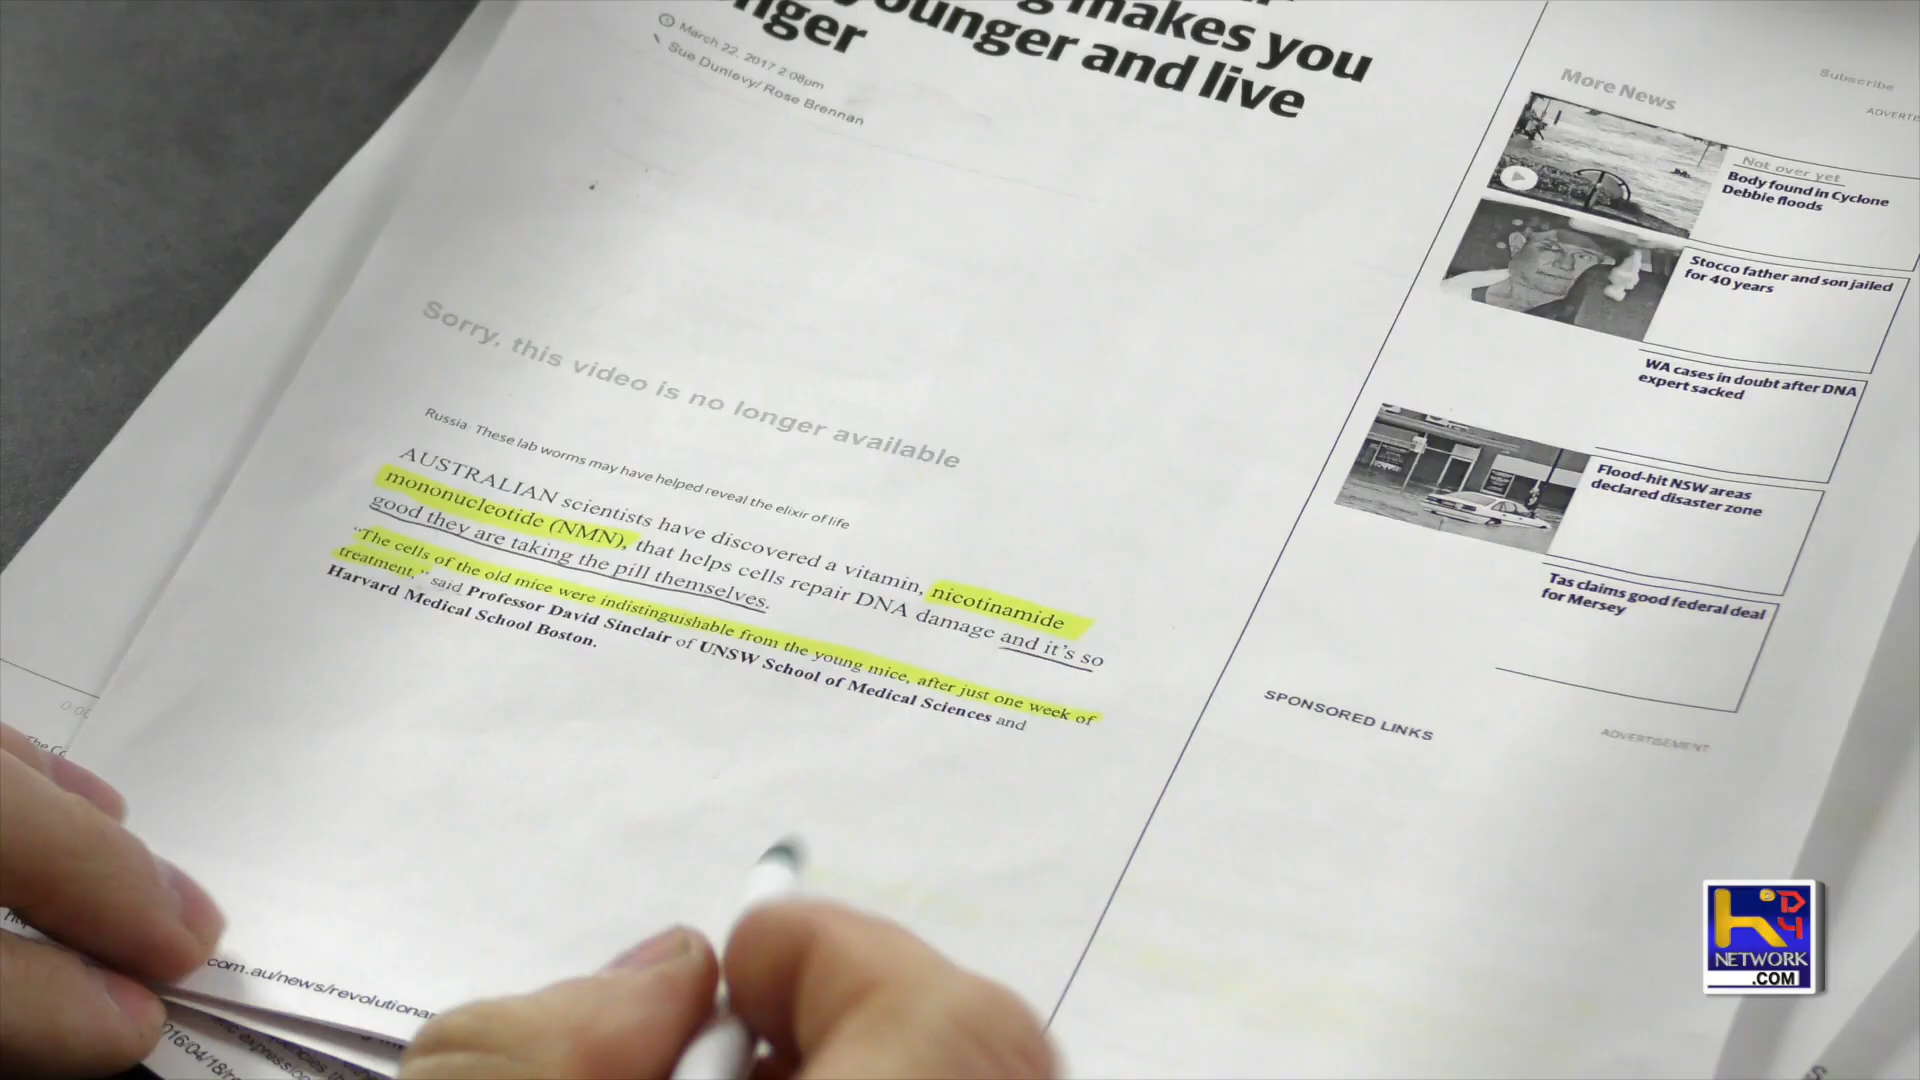 makes you
younger and live
March 22, 2017 2:08pm
Sue Dunlevy/ Rose Brennan
Sorry, this video is no longer available
Russia: These lab worms may have helped reveal the elixir of life
AUSTRALIAN scientists have discovered a vitamin, nicotinamide
mononucleotide (NMN), that helps cells repair DNA damage and it's so
good they are taking the pill themselves.
"The cells of the old mice were indistinguishable from the young mice, after just one week of
treatment," said Professor David Sinclair of UNSW School of Medical Sciences and
Harvard Medical School Boston.
Subscribe
More News
Not over yet
Body found in Cyclone
Debbie floods
Stocco father and son jailed
for 40 years
WA cases in doubt after DNA
expert sacked
Flood-hit NSW areas
declared disaster zone
Tas claims good federal deal
for Mersey
SPONSORED LINKS
ADVERTISEMENT
com.au/news/revolutionar
016/04/18/
NETWORK
.COM